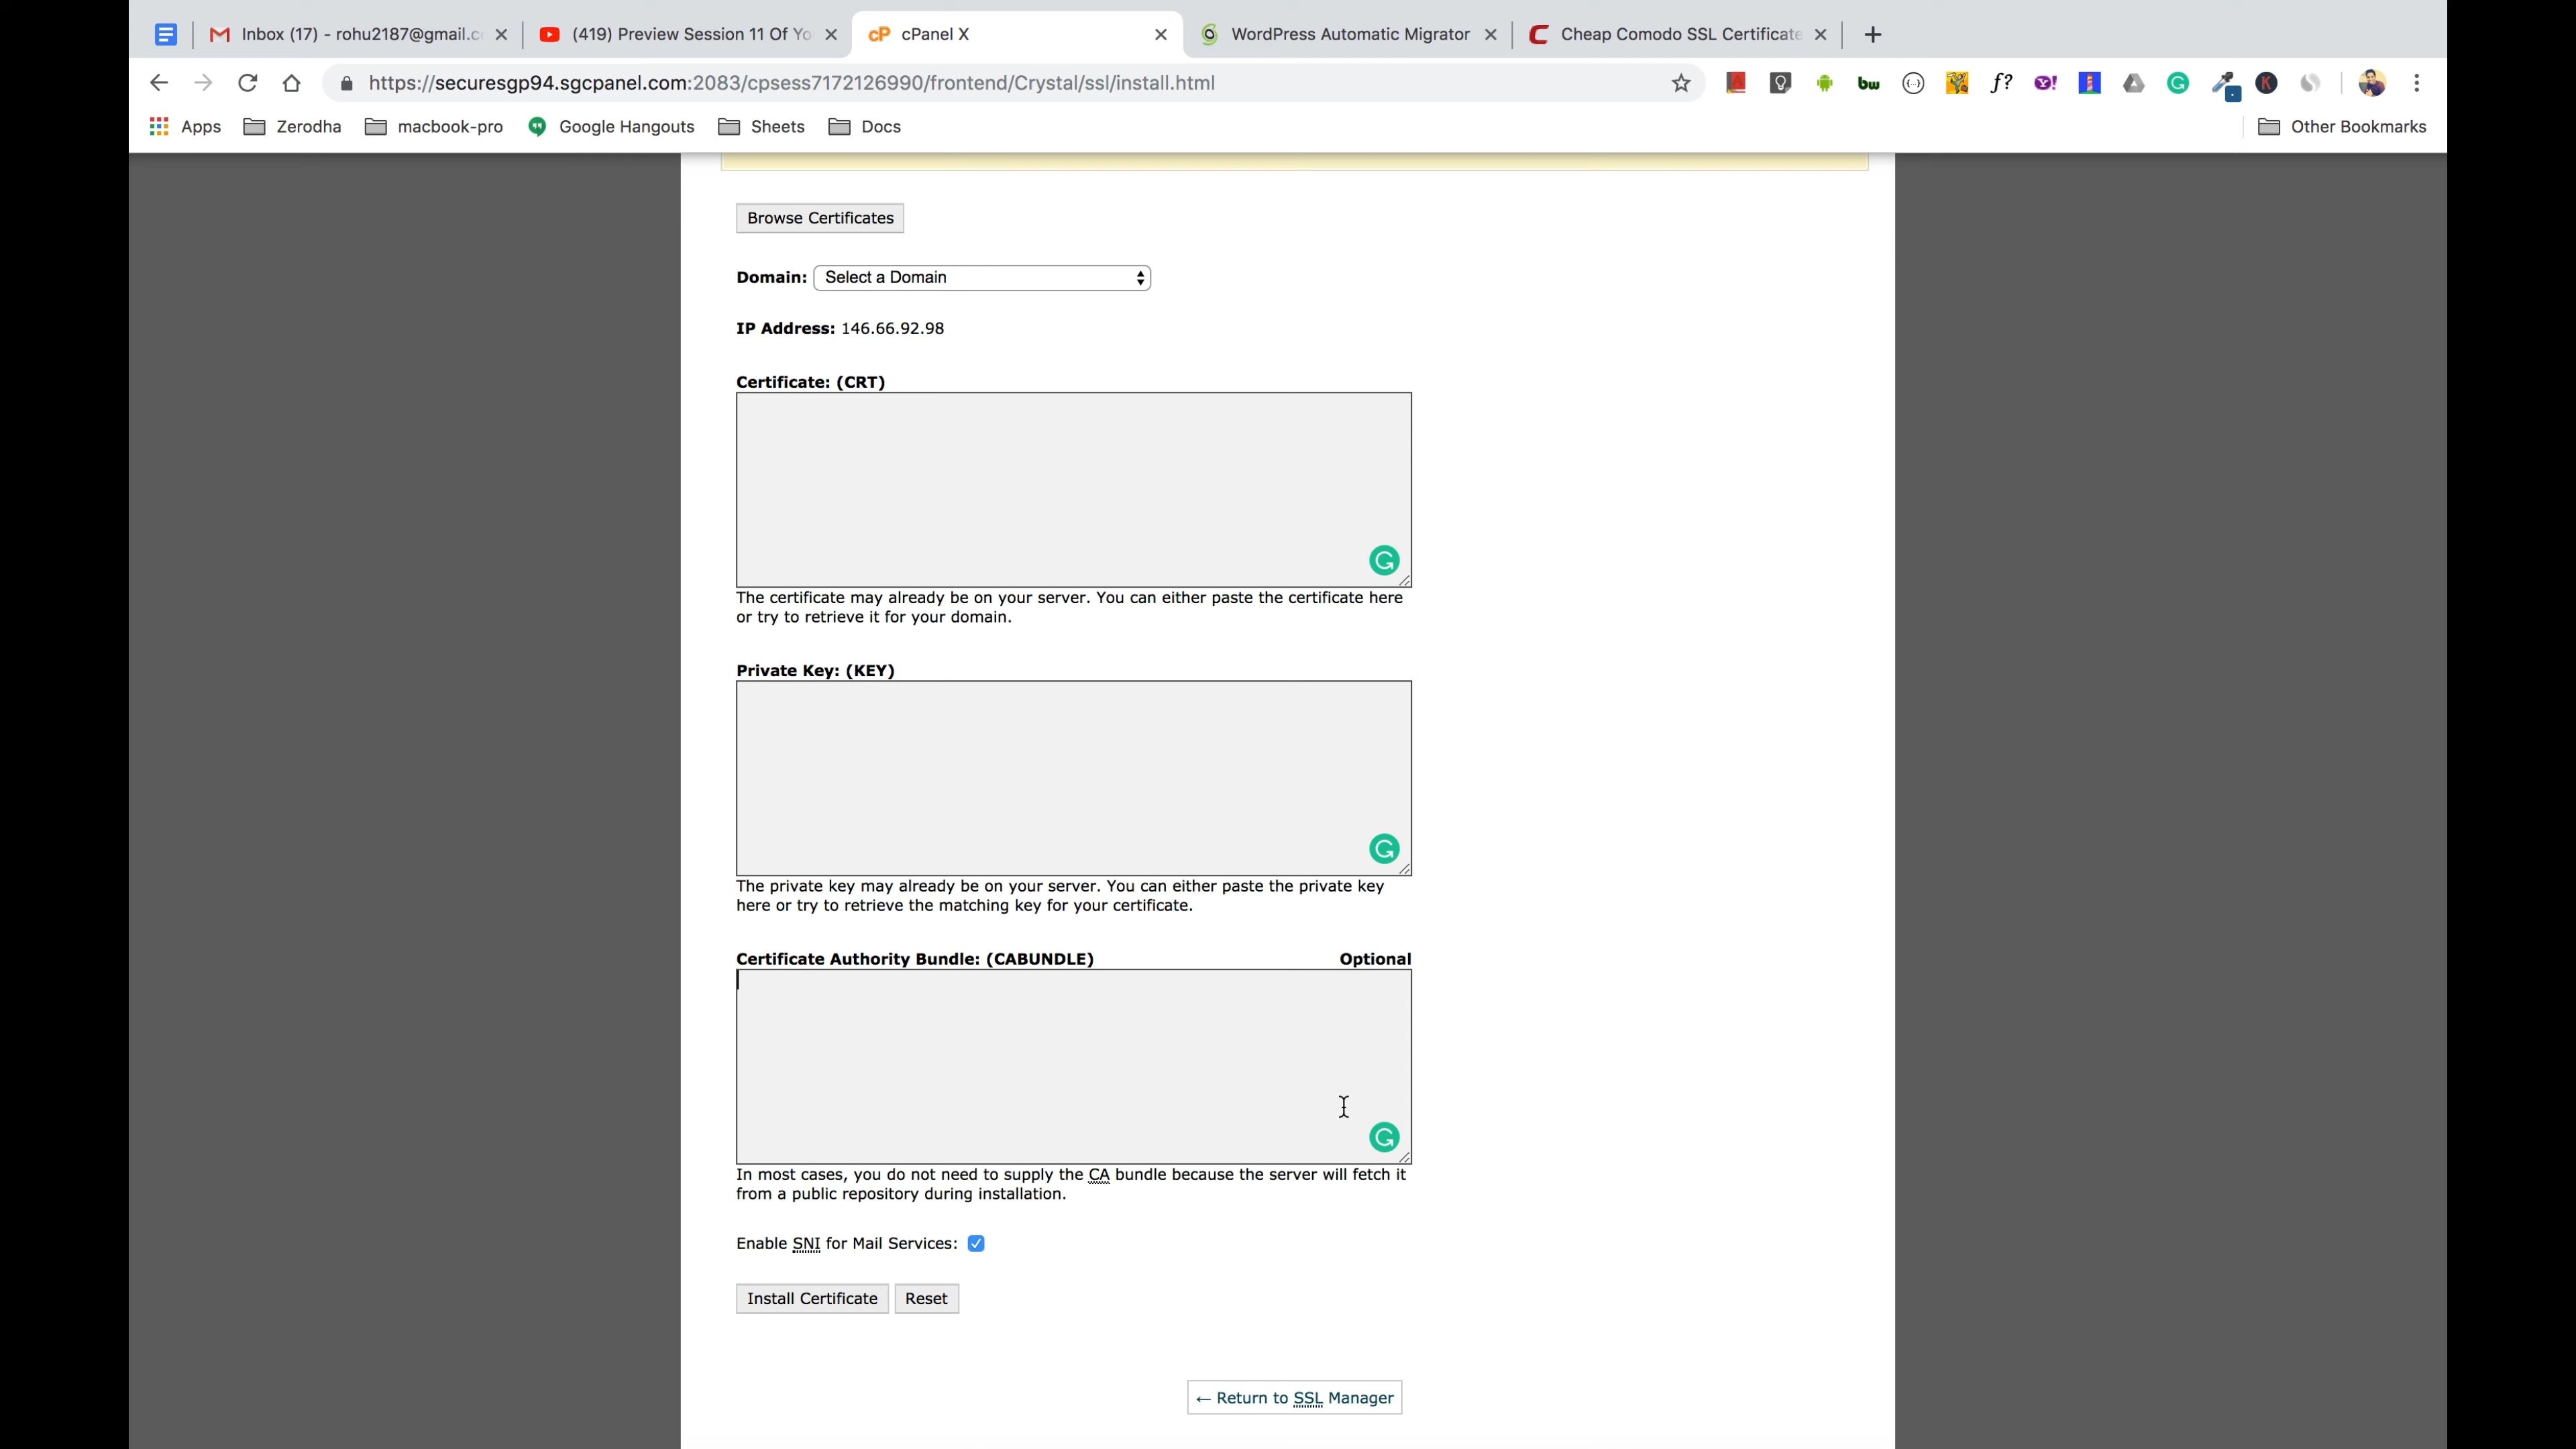 Inbox (17) - rohu2187@gmail.c
(419) Preview Session 11 Of Yo
cP cPanel X
WordPress Automatic Migrator
Cheap Comodo SSL Certificate
https://securesgp94.sgcpanel.com:2083/cpsess7172126990/frontend/Crystal/ssl/install.html
bw
f?
Y!
K
Apps
Zerodha
macbook-pro
Google Hangouts
Sheets
Docs
Other Bookmarks
Browse Certificates
Domain: Select a Domain
IP Address: 146.66.92.98
Certificate: (CRT)
The certificate may already be on your server. You can either paste the certificate here
or try to retrieve it for your domain.
Private Key: (KEY)
The private key may already be on your server. You can either paste the private key
here or try to retrieve the matching key for your certificate.
Certificate Authority Bundle: (CABUNDLE) Optional
In most cases, you do not need to supply the CA bundle because the server will fetch it
from a public repository during installation.
Enable SNI for Mail Services:
Install Certificate
Reset
← Return to SSL Manager